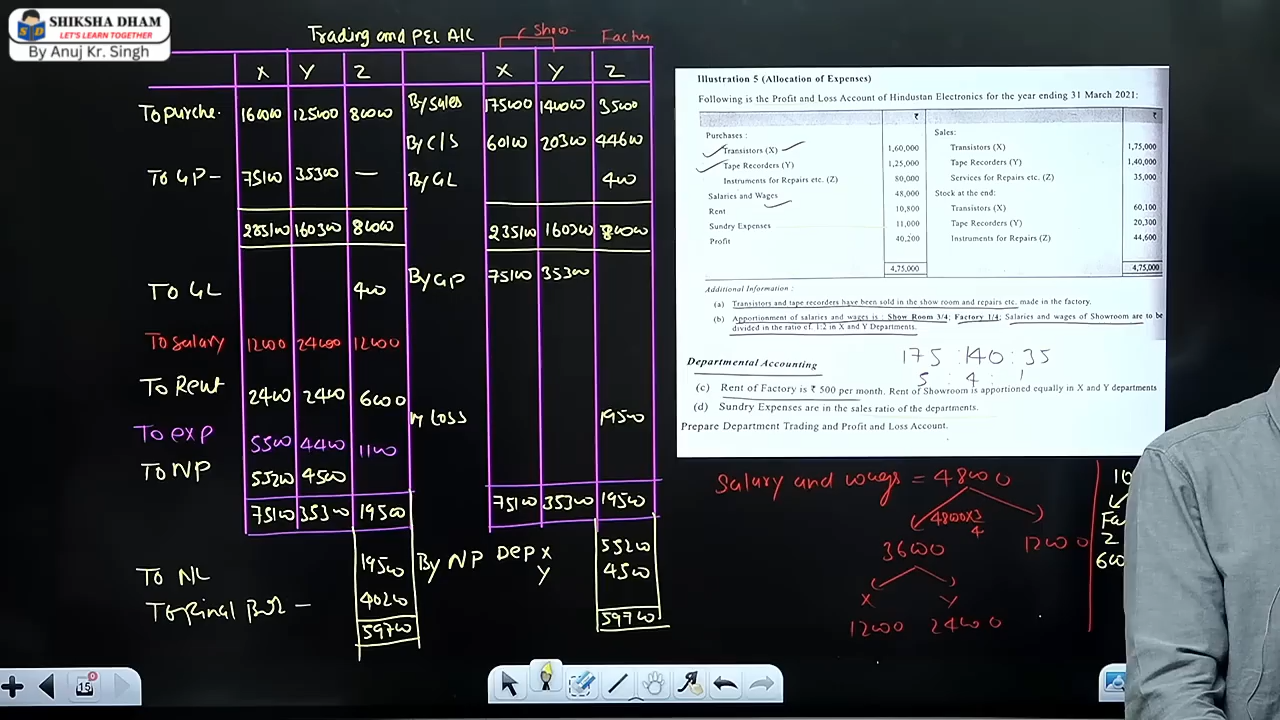 SHIKSHA DHAM
LET'S LEARN TOGETHER
By Anuj Kr. Singh
Trading and P&L A/C
Show
X Y Z X Y Z
To purche. 160000 125000 80000 By Sales 175000 140000 35000
By C/S 60100 20300 44600
To GP- 75100 35300 — By GL 400
235100 160300 80000 235100 160300 80000
To GL 400 By GP 75100 35300
To Salary 12000 24000 12000
To Rent 2400 2400 6000
Loss 19500
To exp 5500 4400 1100
To NP 55200 4500
75100 35300 19500 75100 35300 19500
To NL 19500 By NP Dep X 55200
Y 4500
40200
59700 59700
Illustration 5 (Allocation of Expenses)
Following is the Profit and Loss Account of Hindustan Electronics for the year ending 31 March 2021:
₹ ₹
Purchases : Sales:
Transistors (X) 1,60,000 Transistors (X) 1,75,000
Tape Recorders (Y) 1,25,000 Tape Recorders (Y) 1,40,000
Instruments for Repairs etc. (Z) 80,000 Services for Repairs etc. (Z) 35,000
Salaries and Wages 48,000 Stock at the end:
Rent 10,800 Transistors (X) 60,100
Sundry Expenses 11,000 Tape Recorders (Y) 20,300
Profit 40,200 Instruments for Repairs (Z) 44,600
4,75,000 4,75,000
Additional Information :
(a) Transistors and tape recorders have been sold in the show room and repairs etc. made in the factory.
(b) Apportionment of salaries and wages is : Show Room 3/4; Factory 1/4; Salaries and wages of Showroom are to be
divided in the ratio of. 1:2 in X and Y Departments.
175 : 140 : 35
Departmental Accounting
5 : 4 : 1
(c) Rent of Factory is ₹ 500 per month. Rent of Showroom is apportioned equally in X and Y departments
(d) Sundry Expenses are in the sales ratio of the departments.
Prepare Department Trading and Profit and Loss Account.
Salary and wages = 48000
48000 x 3/4
36000 12000
X Y
12000 24000
10
Fa
Z
600
15
0